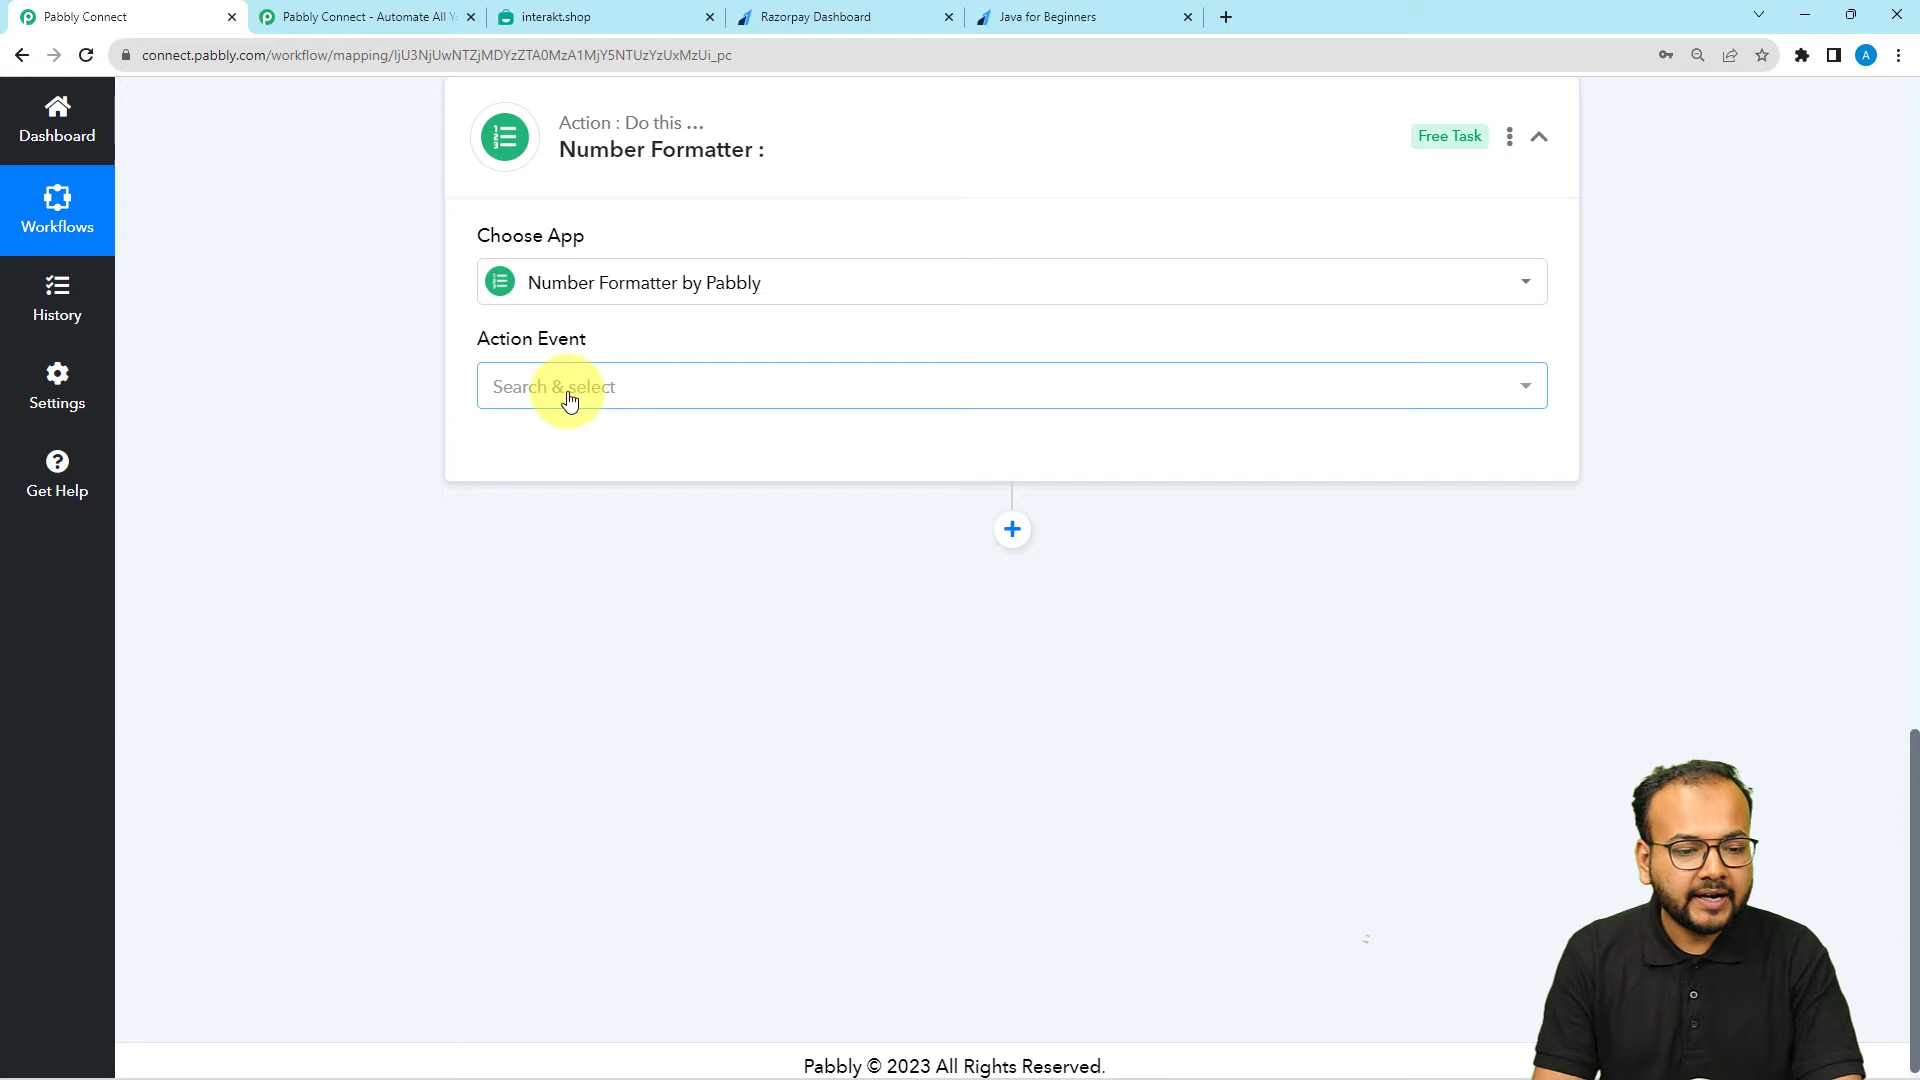 Pabbly Connect
Pabbly Connect - Automate All Y
interakt.shop
Razorpay Dashboard
Java for Beginners
connect.pabbly.com/workflow/mapping/IjU3NjUwNTZjMDYzZTA0MzA1MjY5NTUzYzUxMzUi_pc
A
Dashboard
Workflows
History
Settings
Get Help
Action : Do this ...
Number Formatter :
Free Task
Choose App
Number Formatter by Pabbly
Action Event
Search & select
Pabbly © 2023 All Rights Reserved.